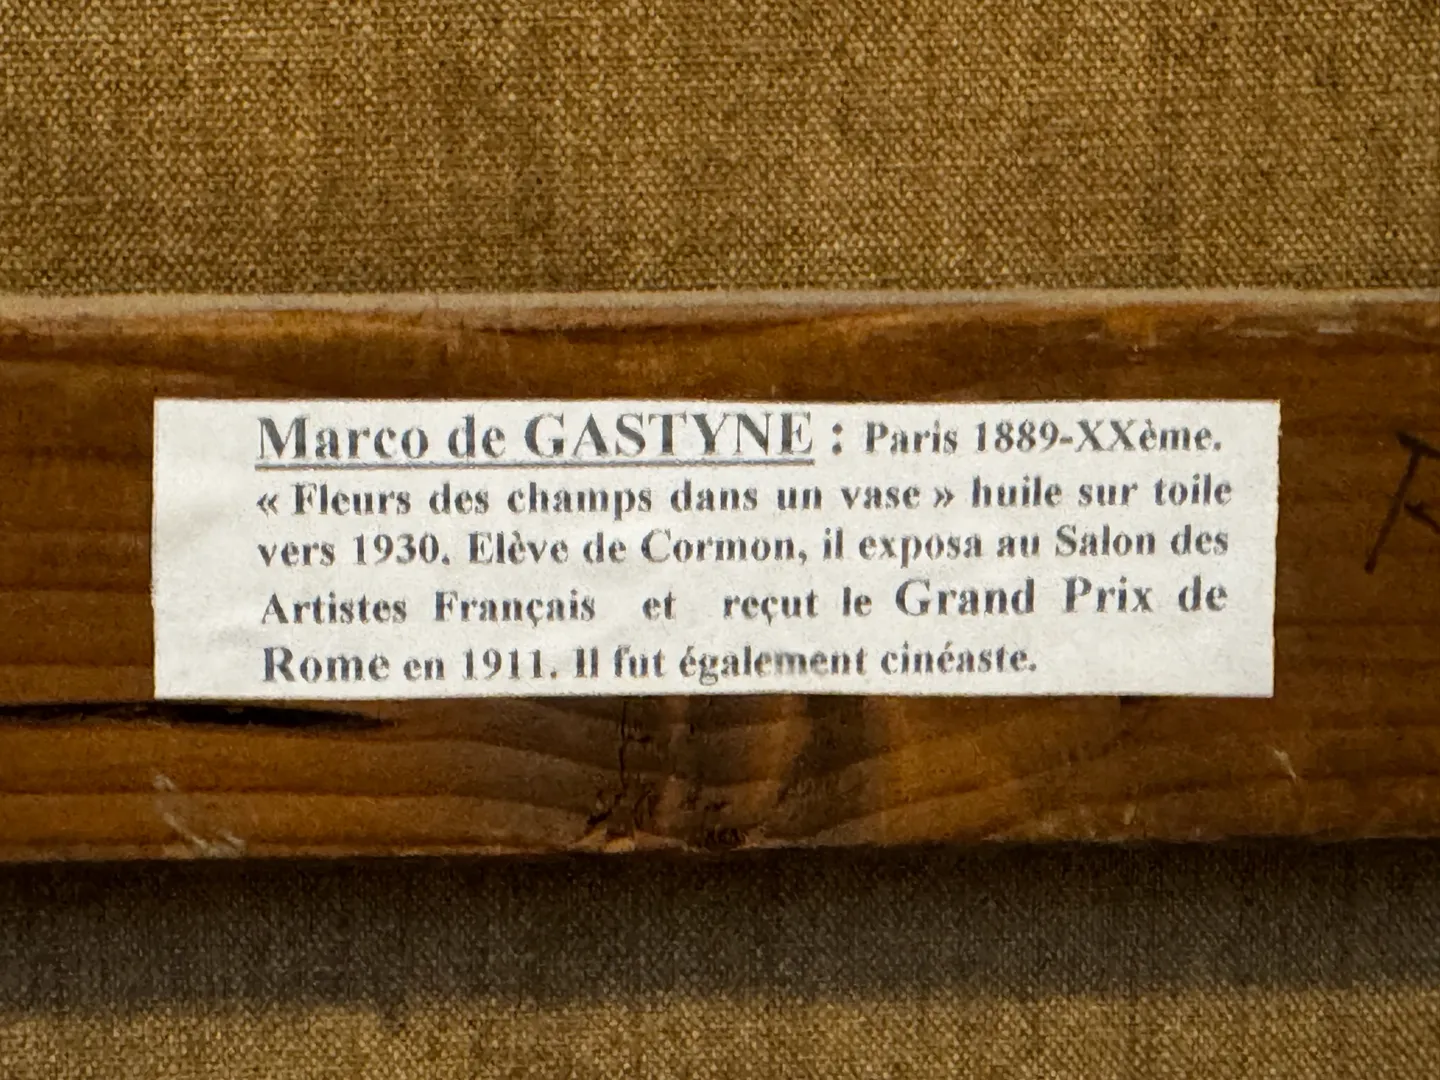 Marco de GASTYNE : Paris 1889-XXème.
« Fleurs des champs dans un vase » huile sur toile
vers 1930. Elève de Cormon, il exposa au Salon des
Artistes Français et reçut le Grand Prix de
Rome en 1911. Il fut également cinéaste.